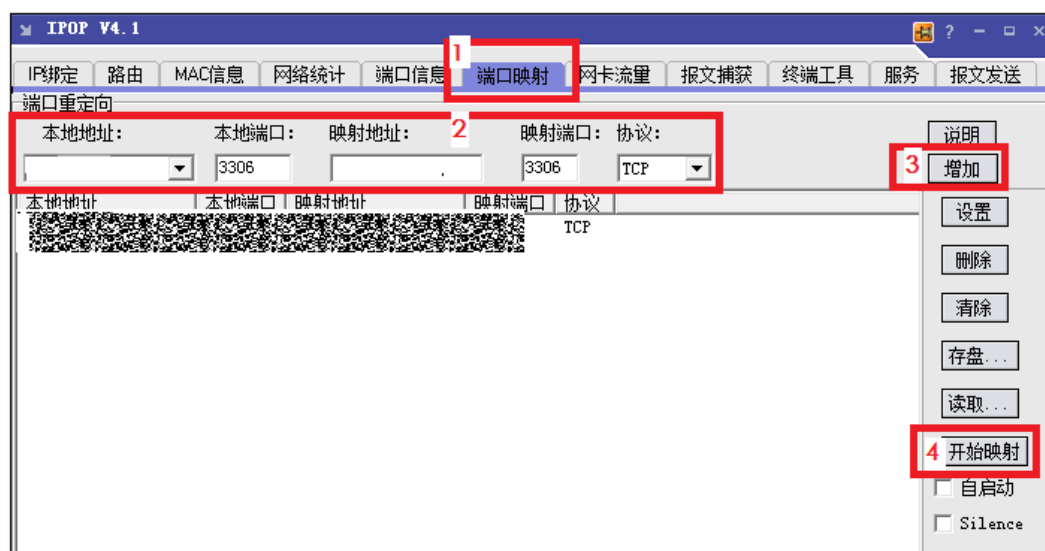 IPOP V4.1
1
IP绑定 路由 MAC信息 网络统计 端口信息 端口映射 网卡流量 报文捕获 终端工具 服务 报文发送
端口重定向
本地地址: 本地端口: 映射地址: 2 映射端口: 协议: 说明
3306 . 3306 TCP 3 增加
本地地址 本地端口 映射地址 映射端口 协议
TCP
设置
删除
清除
存盘...
读取...
4 开始映射
自启动
Silence